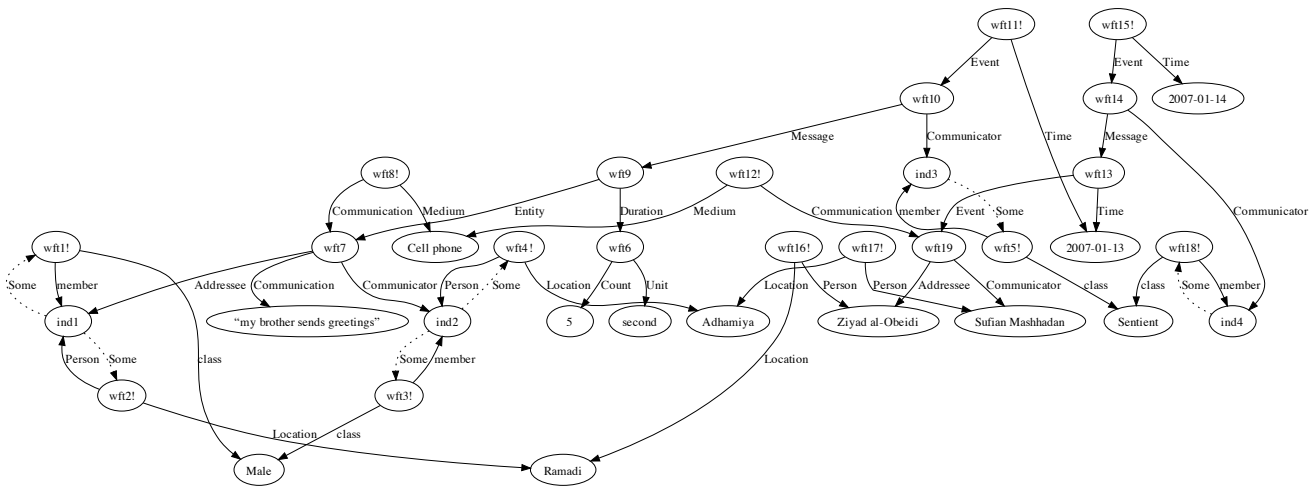 wft11! wft15!
Event Event Time
wft10 wft14 2007-01-14
Message Communicator Time Message
wft8! wft9 wft12! ind3 wft13
Communication Medium Entity Duration Medium Communication member Some Event Time Communicator
wft1! wft7 Cell phone wft4! wft6 wft16! wft17! wft19 wft5! 2007-01-13 wft18!
Some member Addressee Communication Communicator Person Some Location Count Unit Location Person Person Addressee Communicator class class Some member
ind1 “my brother sends greetings” ind2 5 second Adhamiya Ziyad al-Obeidi Sufian Mashhadan Sentient ind4
Person Some class Some member Location
wft2! wft3!
Location class
Male Ramadi